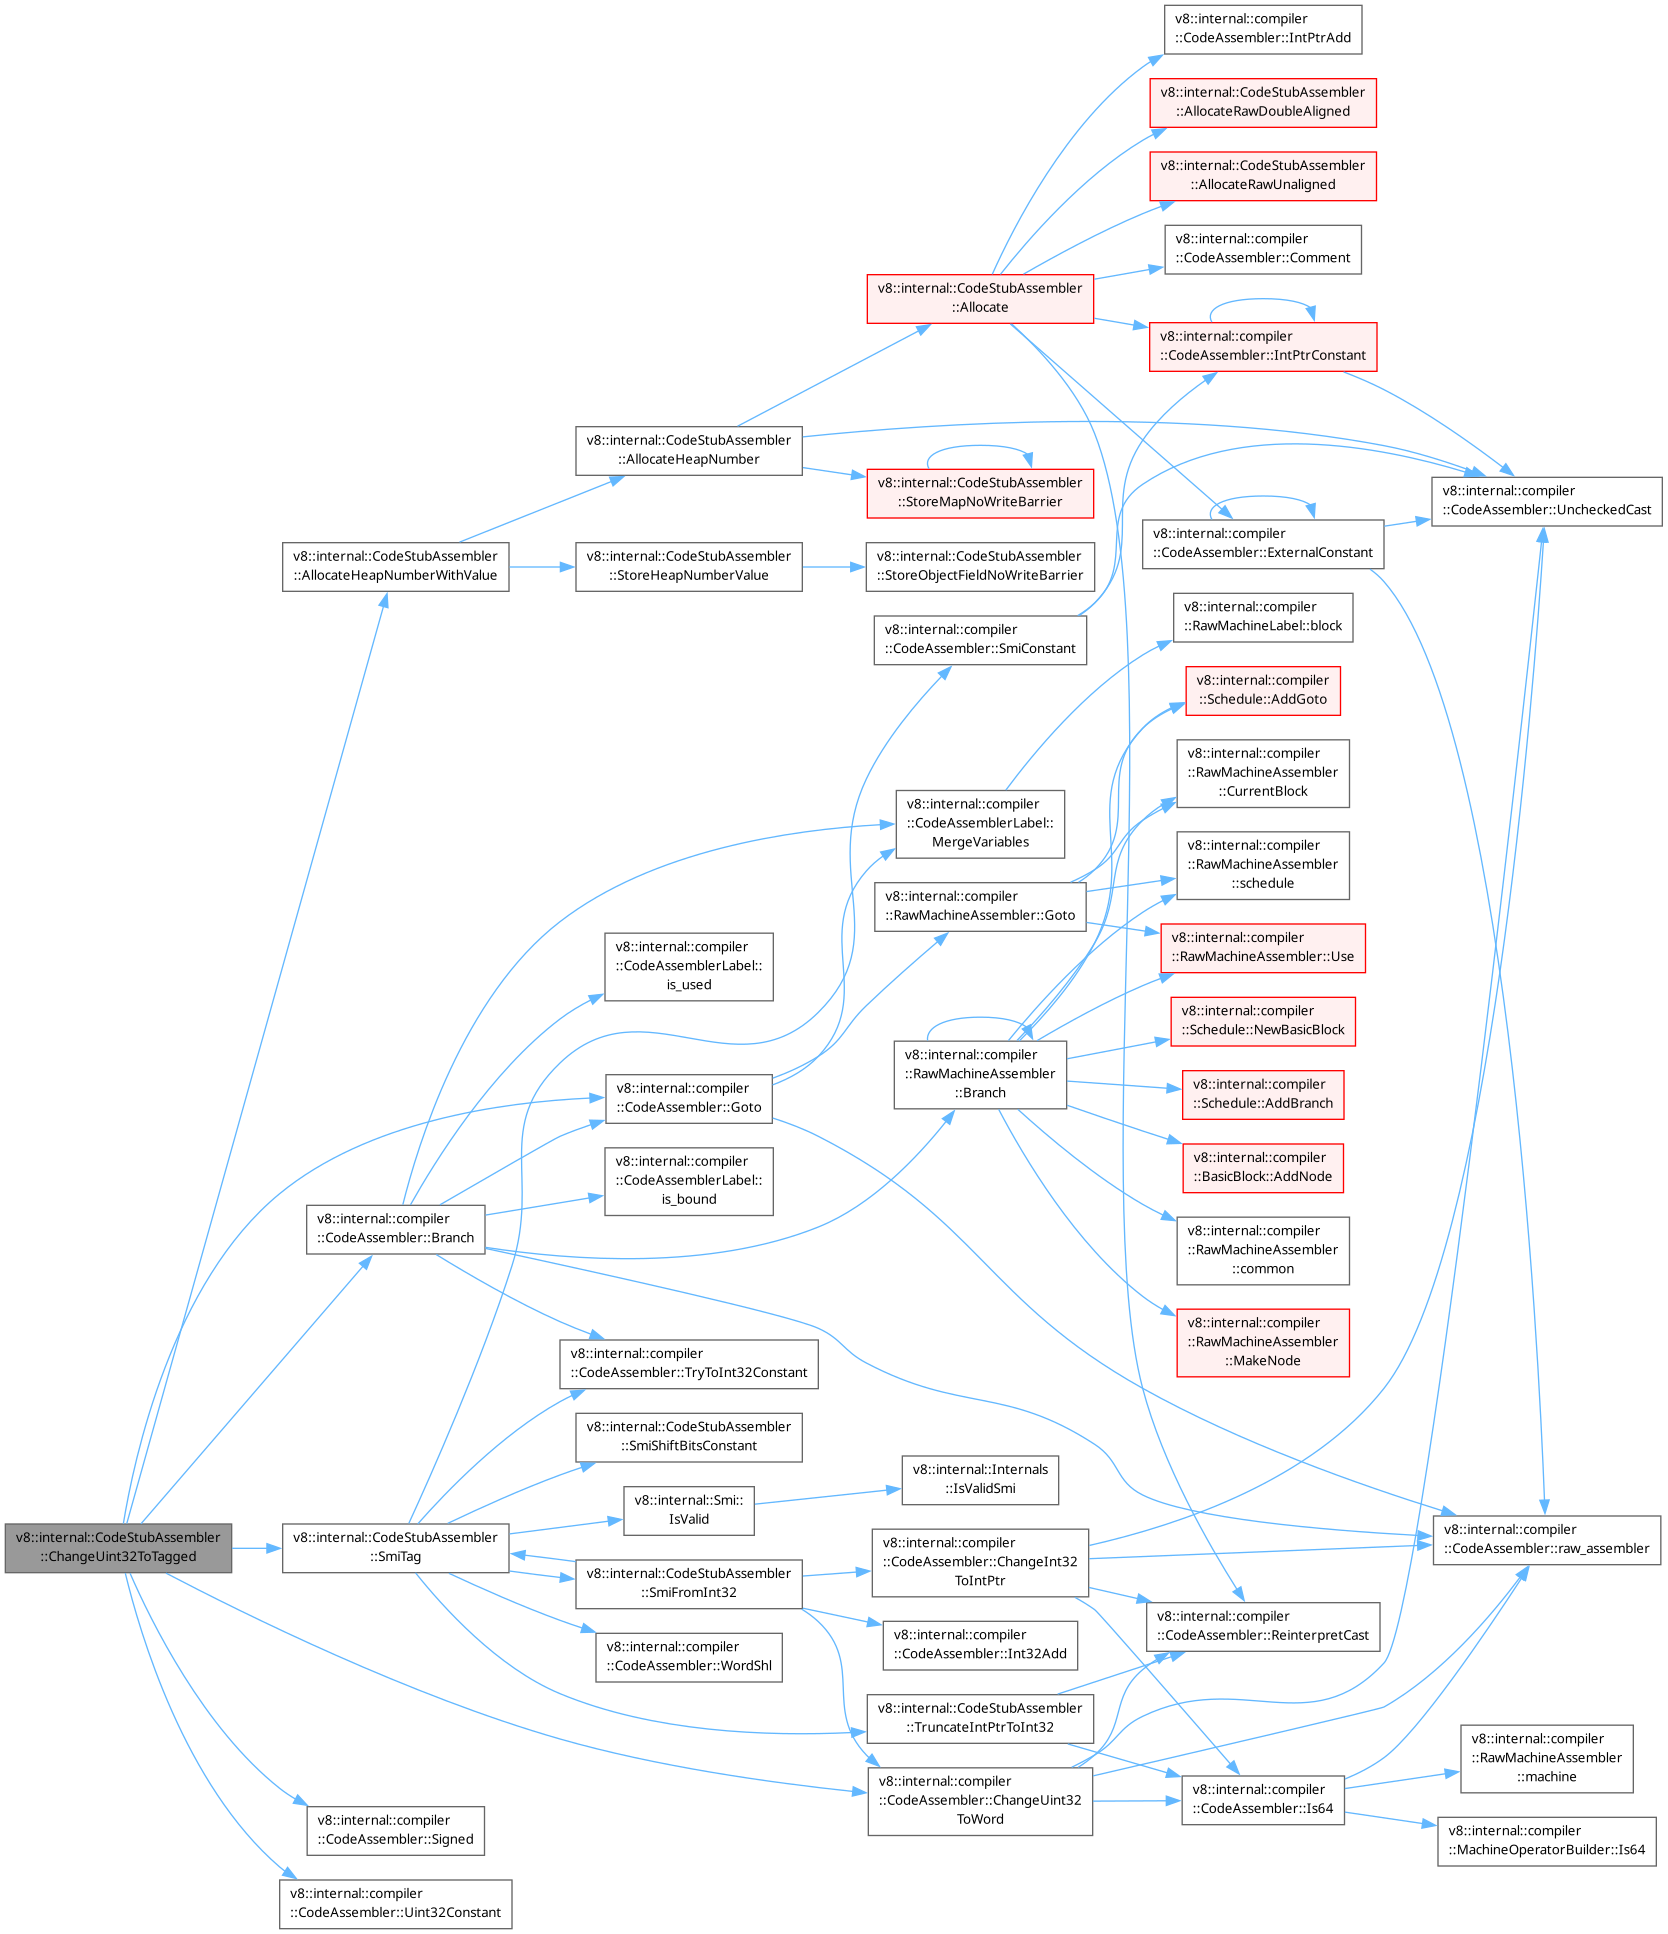 v8::internal::compiler
::CodeAssembler::IntPtrAdd
v8::internal::CodeStubAssembler
::AllocateRawDoubleAligned
v8::internal::CodeStubAssembler
::AllocateRawUnaligned
v8::internal::compiler
::CodeAssembler::Comment
v8::internal::CodeStubAssembler
::Allocate
v8::internal::compiler
::CodeAssembler::IntPtrConstant
v8::internal::CodeStubAssembler
::AllocateHeapNumber
v8::internal::CodeStubAssembler
::StoreMapNoWriteBarrier
v8::internal::compiler
::CodeAssembler::UncheckedCast
v8::internal::compiler
::CodeAssembler::ExternalConstant
v8::internal::CodeStubAssembler
::AllocateHeapNumberWithValue
v8::internal::CodeStubAssembler
::StoreHeapNumberValue
v8::internal::CodeStubAssembler
::StoreObjectFieldNoWriteBarrier
v8::internal::compiler
::CodeAssembler::SmiConstant
v8::internal::compiler
::RawMachineLabel::block
v8::internal::compiler
::Schedule::AddGoto
v8::internal::compiler
::RawMachineAssembler
::CurrentBlock
v8::internal::compiler
::CodeAssemblerLabel::
MergeVariables
v8::internal::compiler
::RawMachineAssembler
::schedule
v8::internal::compiler
::RawMachineAssembler::Goto
v8::internal::compiler
::CodeAssemblerLabel::
is_used
v8::internal::compiler
::RawMachineAssembler::Use
v8::internal::compiler
::Schedule::NewBasicBlock
v8::internal::compiler
::RawMachineAssembler
::Branch
v8::internal::compiler
::CodeAssembler::Goto
v8::internal::compiler
::Schedule::AddBranch
v8::internal::compiler
::BasicBlock::AddNode
v8::internal::compiler
::CodeAssemblerLabel::
is_bound
v8::internal::compiler
::CodeAssembler::Branch
v8::internal::compiler
::RawMachineAssembler
::common
v8::internal::compiler
::RawMachineAssembler
::MakeNode
v8::internal::compiler
::CodeAssembler::TryToInt32Constant
v8::internal::CodeStubAssembler
::SmiShiftBitsConstant
v8::internal::Internals
::IsValidSmi
v8::internal::Smi::
IsValid
v8::internal::CodeStubAssembler
::ChangeUint32ToTagged
v8::internal::CodeStubAssembler
::SmiTag
v8::internal::compiler
::CodeAssembler::ChangeInt32
ToIntPtr
v8::internal::compiler
::CodeAssembler::raw_assembler
v8::internal::CodeStubAssembler
::SmiFromInt32
v8::internal::compiler
::CodeAssembler::ReinterpretCast
v8::internal::compiler
::CodeAssembler::Int32Add
v8::internal::compiler
::CodeAssembler::WordShl
v8::internal::CodeStubAssembler
::TruncateIntPtrToInt32
v8::internal::compiler
::RawMachineAssembler
::machine
v8::internal::compiler
::CodeAssembler::ChangeUint32
ToWord
v8::internal::compiler
::CodeAssembler::Is64
v8::internal::compiler
::CodeAssembler::Signed
v8::internal::compiler
::MachineOperatorBuilder::Is64
v8::internal::compiler
::CodeAssembler::Uint32Constant